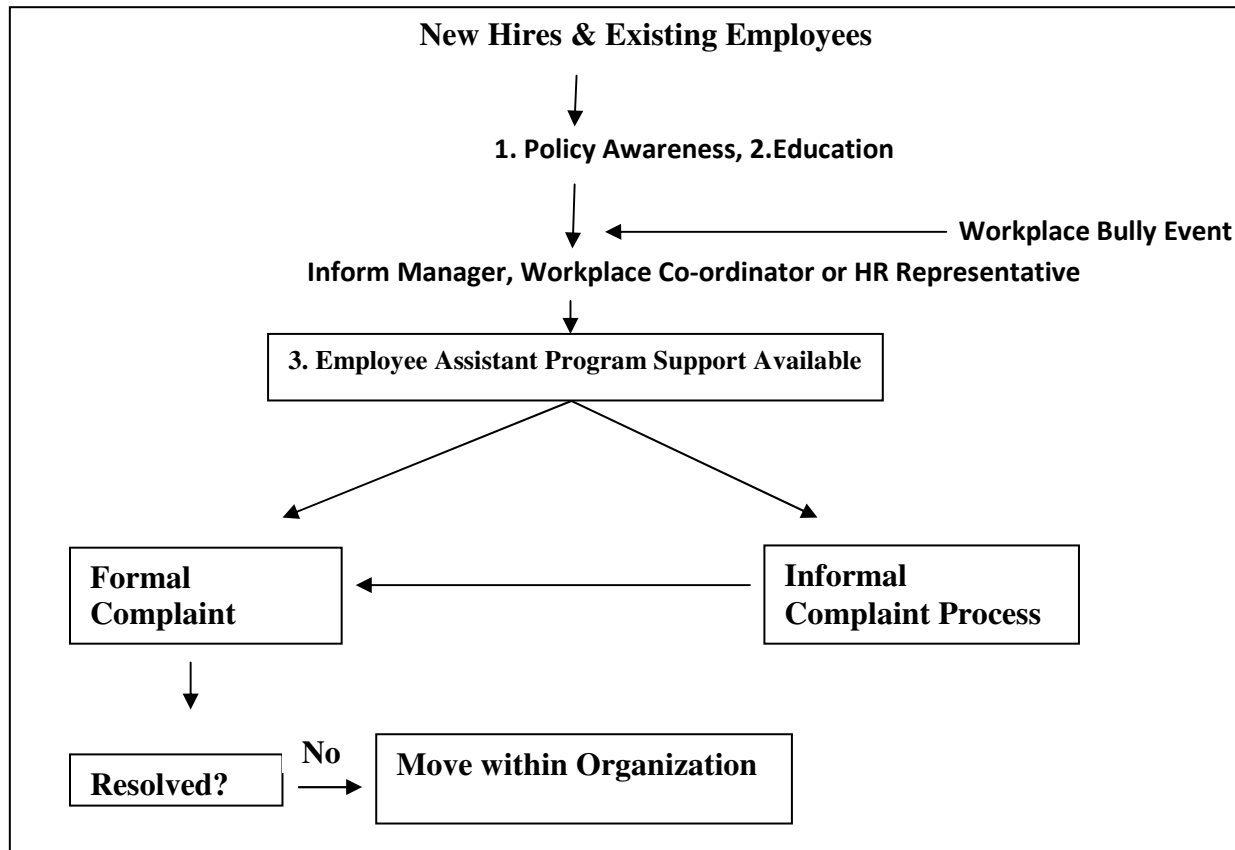 New Hires & Existing Employees
1. Policy Awareness, 2.Education
Workplace Bully Event
Inform Manager, Workplace Co-ordinator or HR Representative
3. Employee Assistant Program Support Available
Formal
Complaint
Informal
Complaint Process
Resolved?
No
Move within Organization